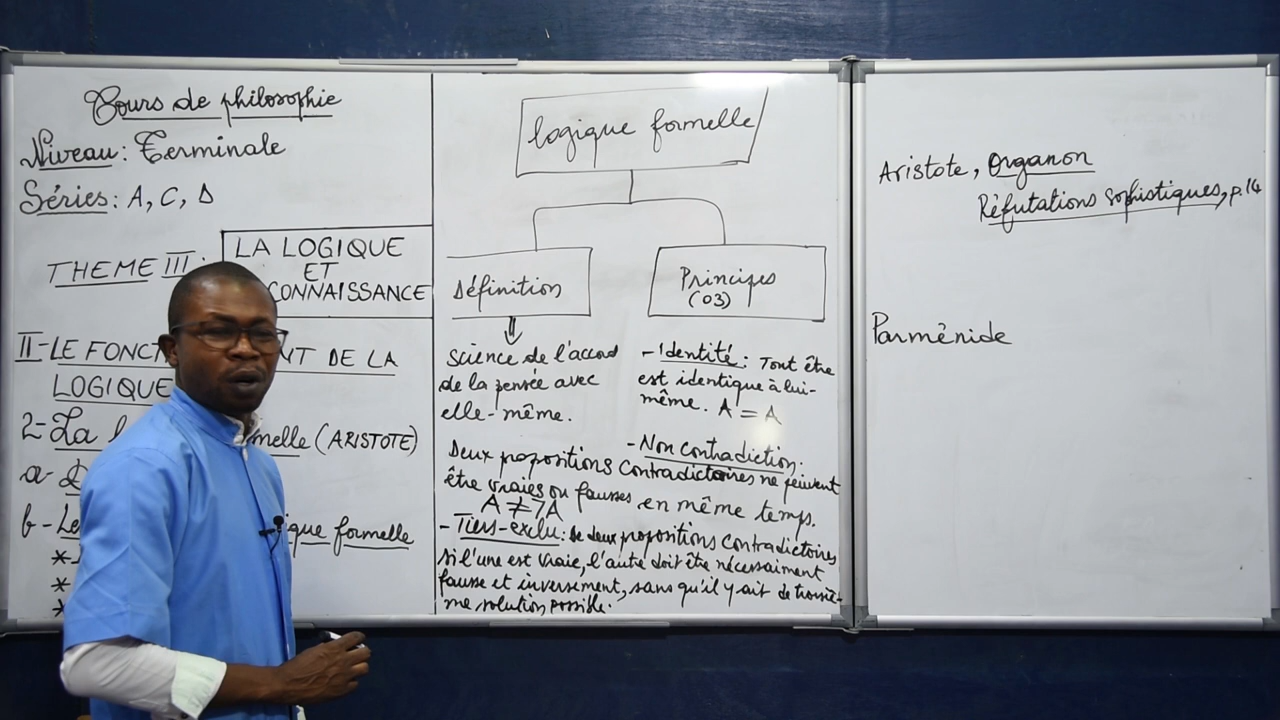 Cours de philosophie
Niveau: Terminale
Séries: A, C, D
THEME III:
LA LOGIQUE
ET
CONNAISSANCE
II-LE FONCT NT DE LA
LOGIQUE
2-La l melle (ARISTOTE)
a-
b-Le ique formelle
*
*
*
logique formelle
Définition
Principes
(03)
Science de l'accord
de la pensée avec
elle-même.
-Identité: Tout être
est identique à lui-
même. A = A
-Non contradiction:
Deux propositions contradictoires ne peuvent
être vraies ou fausses en même temps.
A ≠ ¬A
-Tiers-exclu: de deux propositions contradictoires
si l'une est vraie, l'autre doit être nécessaiment
fausse et inversement, sans qu'il y ait de troisiè-
me solution possible.
Aristote, Organon
Réfutations sophistiques, p.14
Parménide